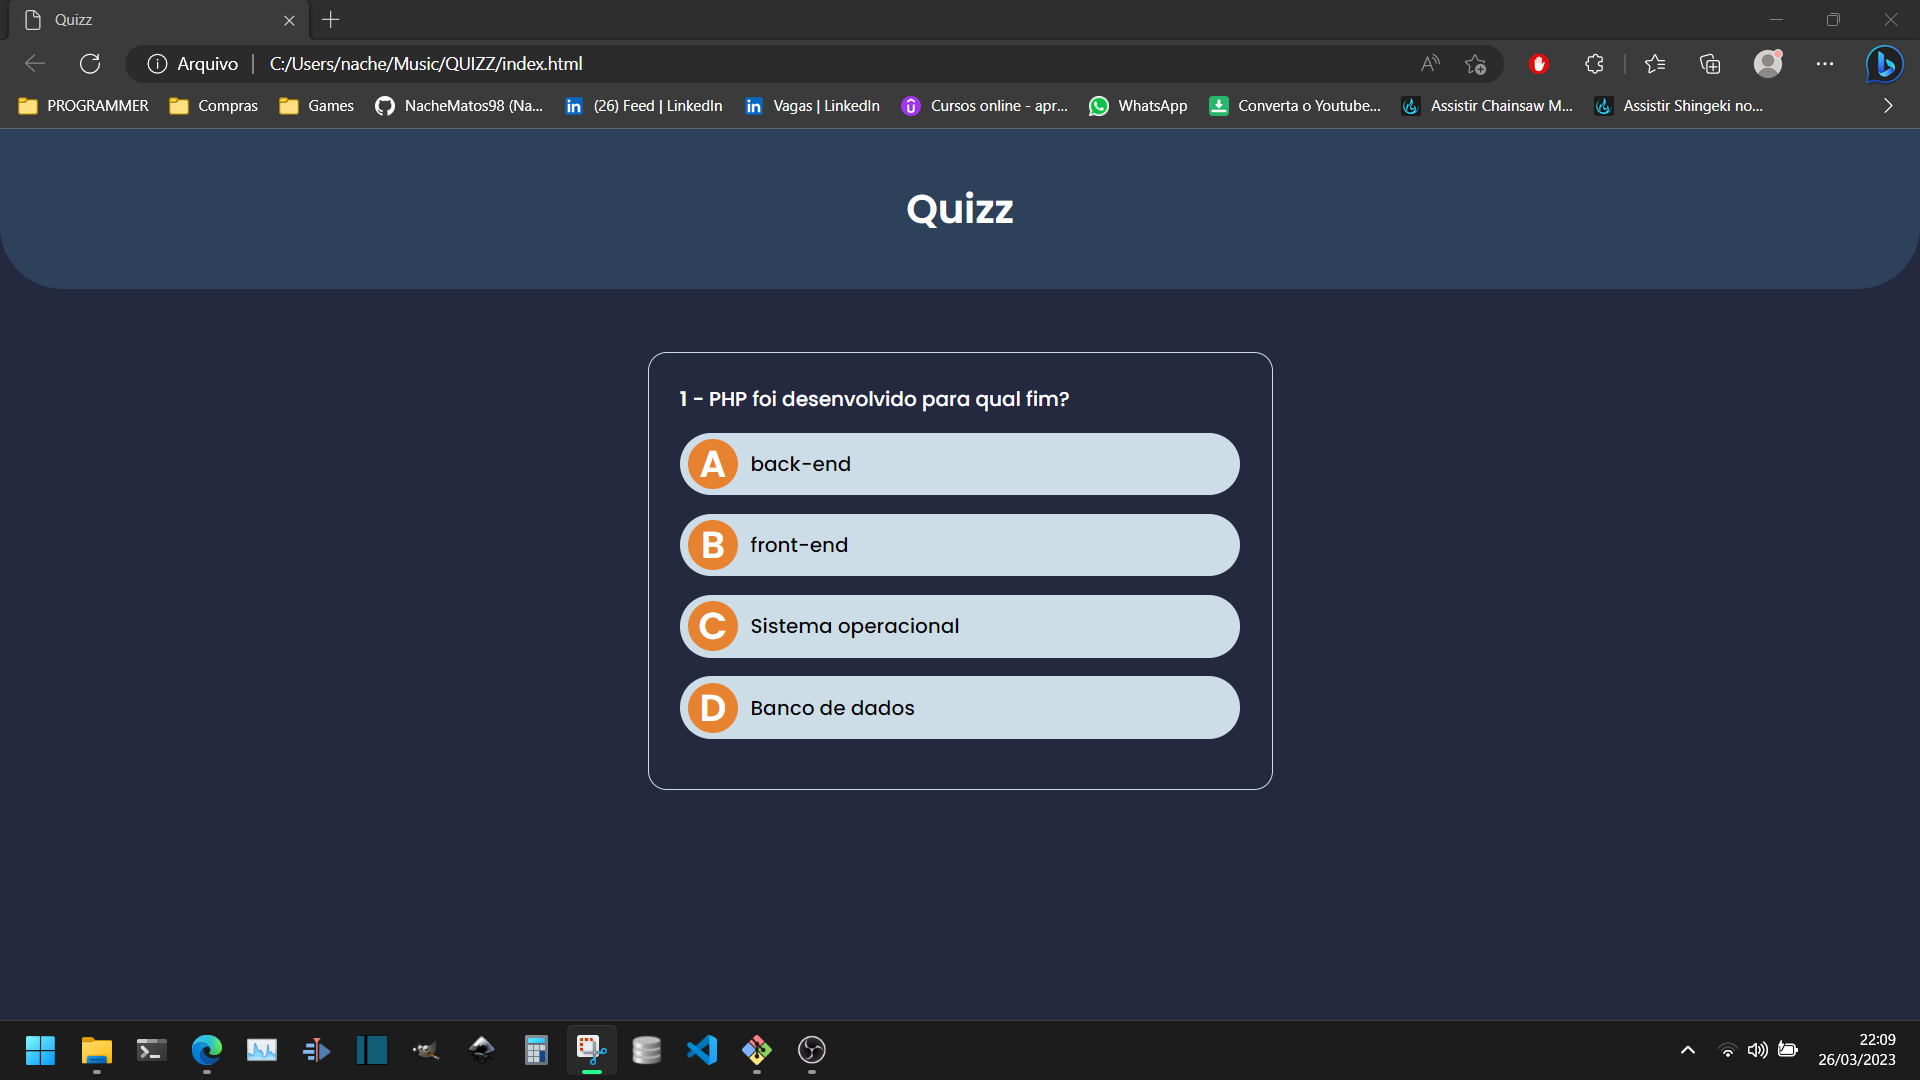 Quizz
Arquivo
C:/Users/nache/Music/QUIZZ/index.html
PROGRAMMER
Compras
Games
NacheMatos98 (Na...
(26) Feed | LinkedIn
Vagas | LinkedIn
Cursos online - apr...
WhatsApp
Converta o Youtube...
Assistir Chainsaw M...
Assistir Shingeki no...
Quizz
1 - PHP foi desenvolvido para qual fim?
A back-end
B front-end
C Sistema operacional
D Banco de dados
22:09
26/03/2023